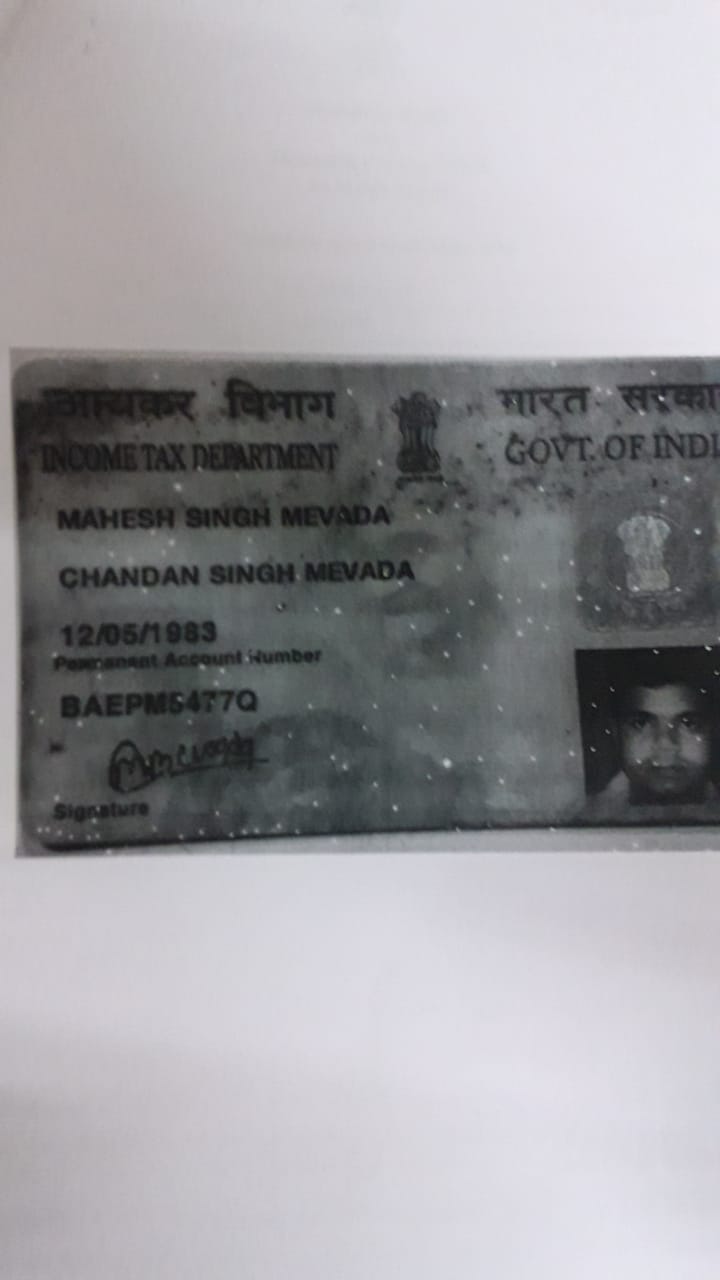 आयकर विभाग
INCOME TAX DEPARTMENT
भारत सरका
GOVT. OF INDI
MAHESH SINGH MEVADA
CHANDAN SINGH MEVADA
12/05/1983
Permanent Account Number
BAEPM5477Q
Signature